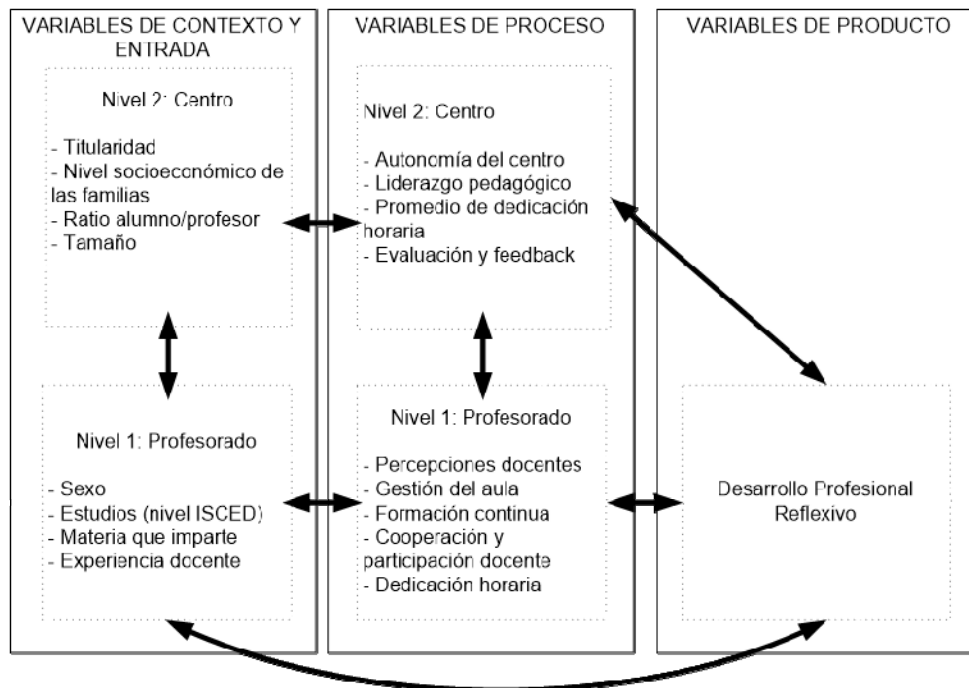 VARIABLES DE CONTEXTO Y
ENTRADA
Nivel 2: Centro
- Titularidad
- Nivel socioeconómico de
las familias
- Ratio alumno/profesor
- Tamaño
Nivel 1: Profesorado
- Sexo
- Estudios (nivel ISCED)
- Materia que imparte
- Experiencia docente
VARIABLES DE PROCESO
Nivel 2: Centro
- Autonomía del centro
- Liderazgo pedagógico
- Promedio de dedicación
horaria
- Evaluación y feedback
Nivel 1: Profesorado
- Percepciones docentes
- Gestión del aula
- Formación continua
- Cooperación y
participación docente
- Dedicación horaria
VARIABLES DE PRODUCTO
Desarrollo Profesional
Reflexivo